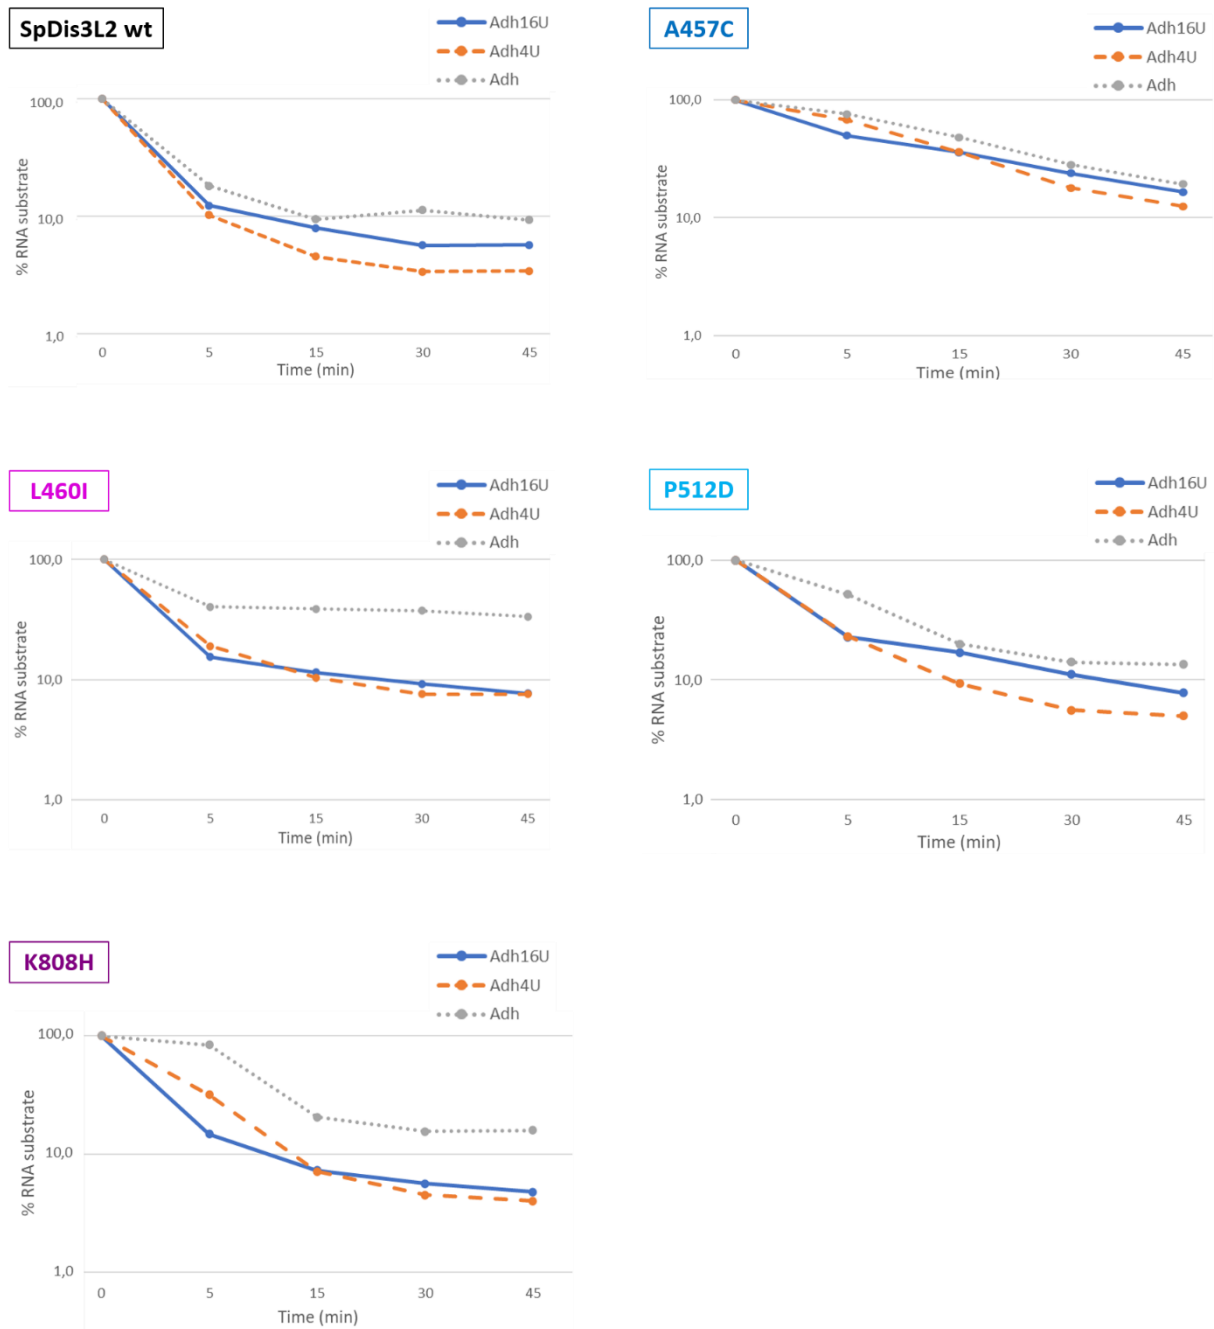 SpDis3L2 wt
Adh16U
Adh4U
Adh
100,0
10,0
1,0
% RNA substrate
0 5 15 30 45
Time (min)
A457C
Adh16U
Adh4U
Adh
100,0
10,0
1,0
% RNA substrate
0 5 15 30 45
Time (min)
L460I
Adh16U
Adh4U
Adh
100,0
10,0
1,0
% RNA substrate
0 5 15 30 45
Time (min)
P512D
Adh16U
Adh4U
Adh
100,0
10,0
1,0
% RNA substrate
0 5 15 30 45
Time (min)
K808H
Adh16U
Adh4U
Adh
100,0
10,0
1,0
% RNA substrate
0 5 15 30 45
Time (min)